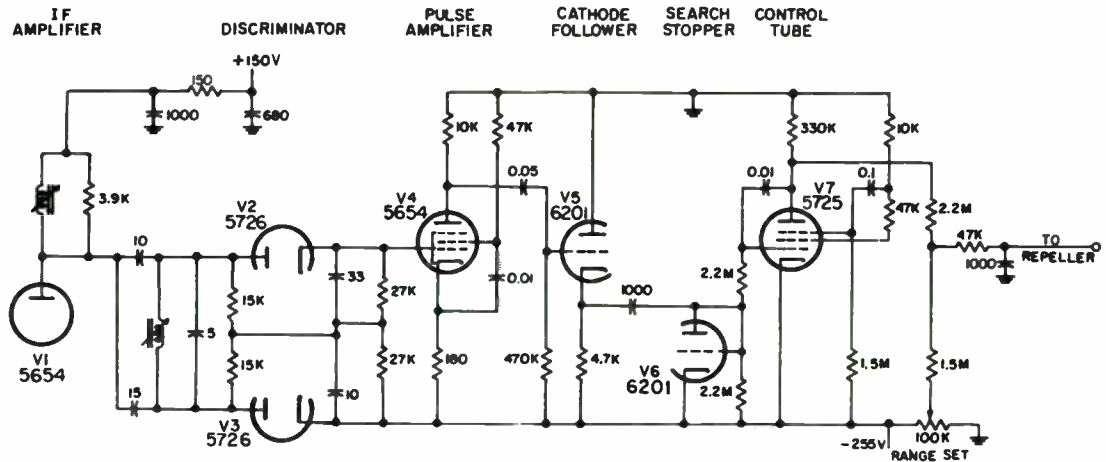 IF AMPLIFIER
DISCRIMINATOR
PULSE AMPLIFIER
CATHODE FOLLOWER
SEARCH STOPPER
CONTROL TUBE
+150V
150
1000
680
3.9K
10K
47K
330K
10K
0.05
0.01
0.1
V2
5726
V4
5654
V5
6201
V7
5725
47K
2.2M
10
33
27K
0.01
2.2M
47K
TO REPELLER
1000
15K
5
1000
V1
5654
15K
27K
180
470K
4.7K
V6
6201
2.2M
1.5M
1.5M
15
10
V3
5726
-255V
100K
RANGE SET